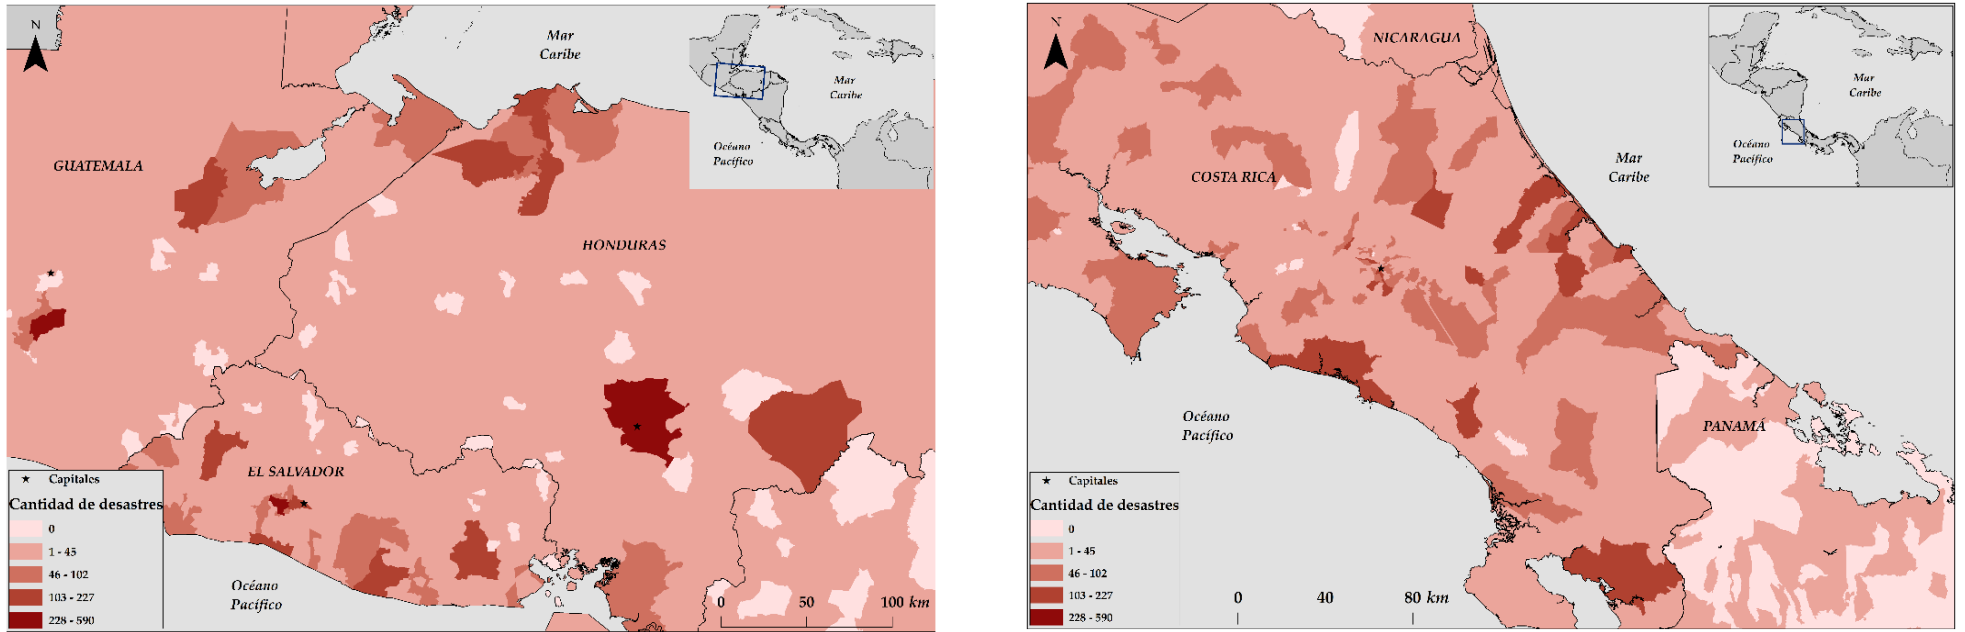 N
Mar
Caribe
Mar
Caribe
Océano
Pacífico
GUATEMALA
HONDURAS
EL SALVADOR
Capitales
Cantidad de desastres
0
1 - 45
46 - 102
103 - 227
228 - 590
Océano
Pacífico
0 50 100 km
N
NICARAGUA
Mar
Caribe
Océano
Pacífico
Mar
Caribe
COSTA RICA
Océano
Pacífico
PANAMÁ
Capitales
Cantidad de desastres
0
1 - 45
46 - 102
103 - 227
228 - 590
0 40 80 km